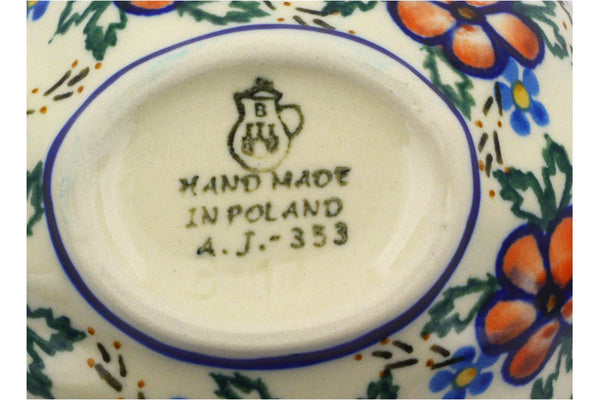 B
HAND MADE
IN POLAND
A.J.-353